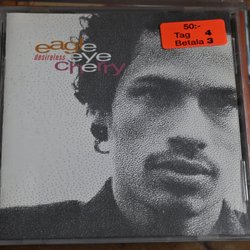 eagle
desireless eye
cherry
50:-
Tag 4
Betala 3